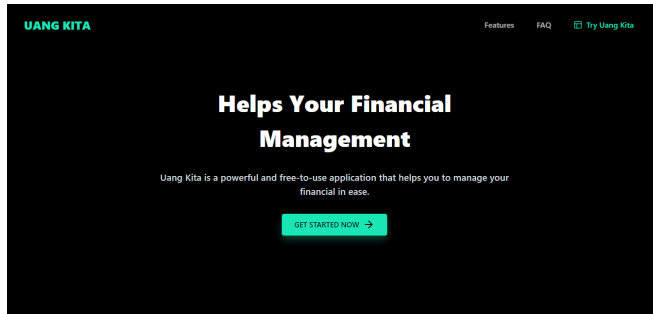 UANG KITA
Features
FAQ
Try Uang Kita
Helps Your Financial
Management
Uang Kita is a powerful and free-to-use application that helps you to manage your
financial in ease.
GET STARTED NOW